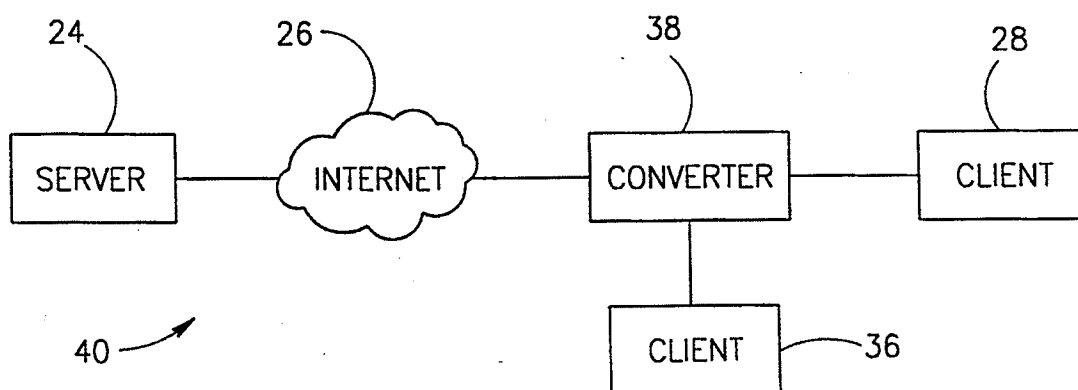 24
26
38
28
SERVER
INTERNET
CONVERTER
CLIENT
40
CLIENT
36